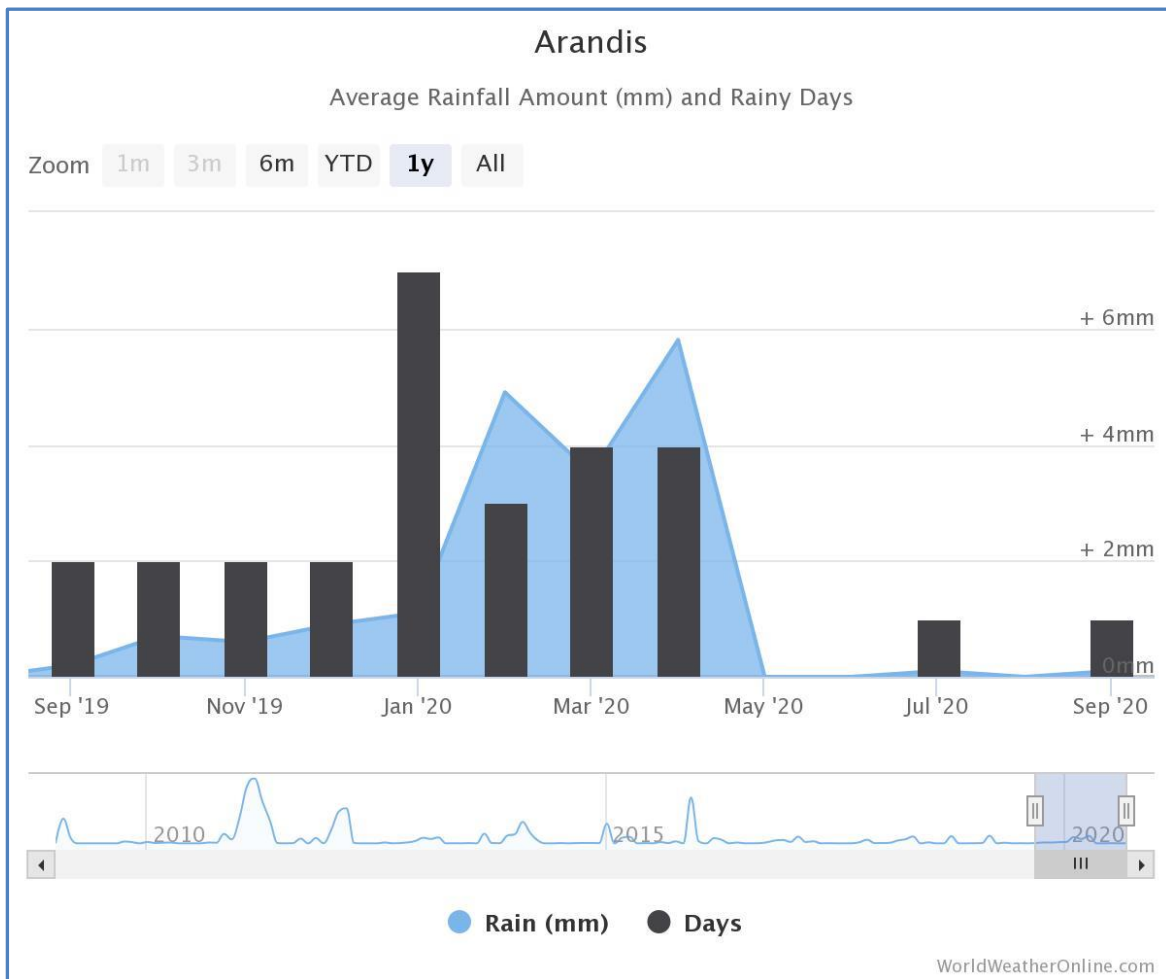 Arandis
Average Rainfall Amount (mm) and Rainy Days
Zoom 1m 3m 6m YTD 1y All
+ 6mm
+ 4mm
+ 2mm
0mm
Sep '19 Nov '19 Jan '20 Mar '20 May '20 Jul '20 Sep '20
2010 2015 2020
Rain (mm) Days
WorldWeatherOnline.com